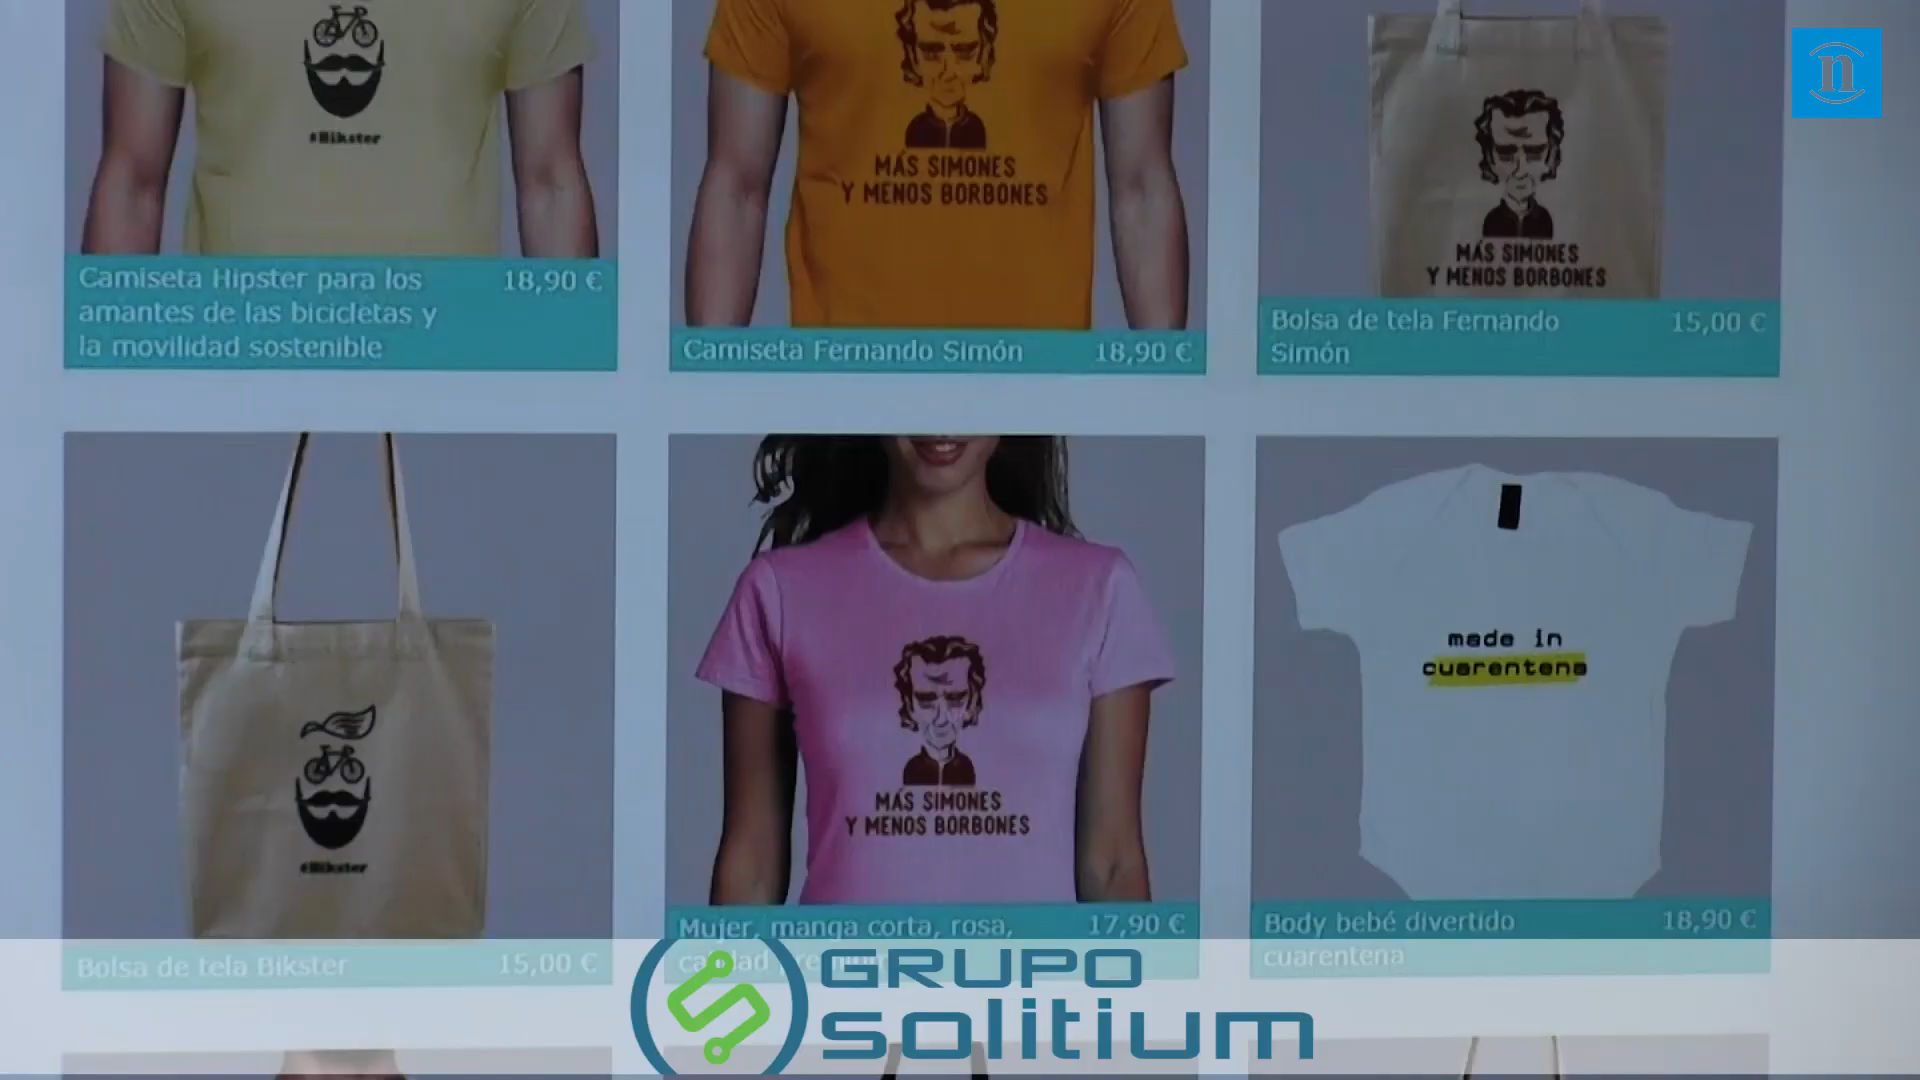 n
#Bikster
MÁS SIMONES
Y MENOS BORBONES
MÁS SIMONES
Y MENOS BORBONES
Camiseta Hipster para los
amantes de las bicicletas y
la movilidad sostenible
18,90 €
Camiseta Fernando Simón
18,90 €
Bolsa de tela Fernando
Simón
15,00 €
#Bikster
MÁS SIMONES
Y MENOS BORBONES
made in
cuarentena
Bolsa de tela Bikster
15,00 €
Mujer, manga corta, rosa,
17,90 €
Body bebé divertido
cuarentena
18,90 €
GRUPO
solitium